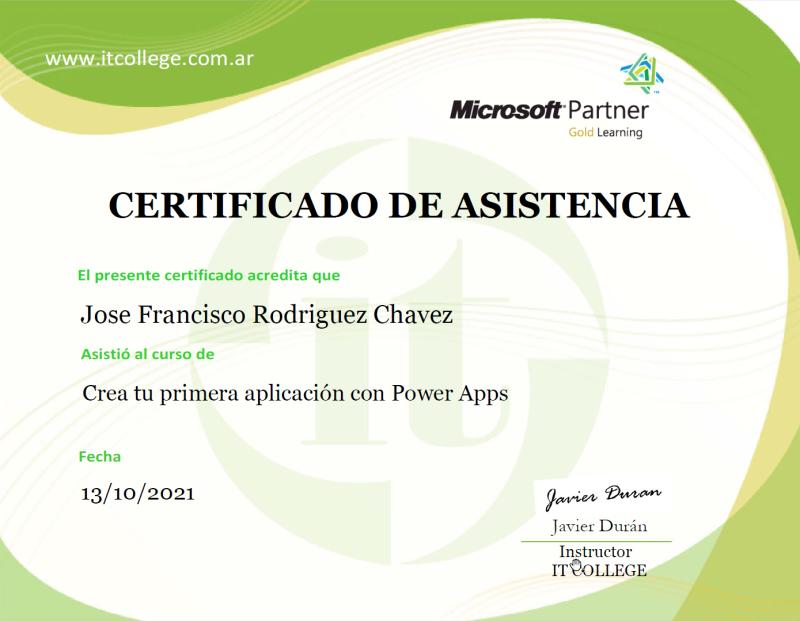 www.itcollege.com.ar
Microsoft Partner
Gold Learning
CERTIFICADO DE ASISTENCIA
it
El presente certificado acredita que
Jose Francisco Rodriguez Chavez
Asistió al curso de
Crea tu primera aplicación con Power Apps
Fecha
13/10/2021
Javier Duran
Javier Durán
Instructor
IT COLLEGE